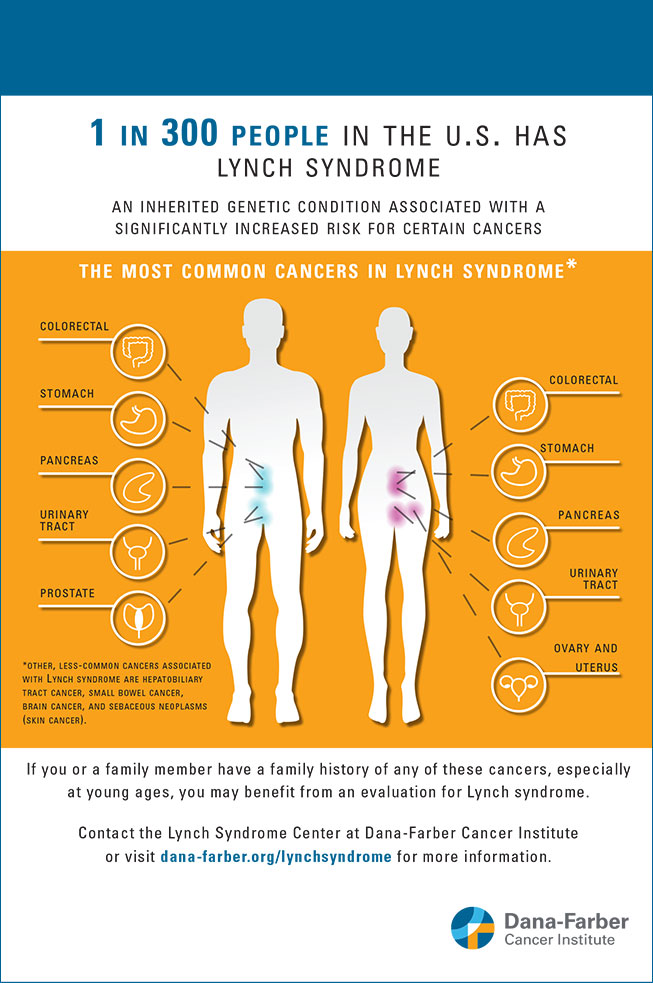 1 IN 300 PEOPLE IN THE U.S. HAS
LYNCH SYNDROME
AN INHERITED GENETIC CONDITION ASSOCIATED WITH A
SIGNIFICANTLY INCREASED RISK FOR CERTAIN CANCERS
THE MOST COMMON CANCERS IN LYNCH SYNDROME*
COLORECTAL
STOMACH
PANCREAS
URINARY
TRACT
PROSTATE
COLORECTAL
STOMACH
PANCREAS
URINARY
TRACT
OVARY AND
UTERUS
*OTHER, LESS-COMMON CANCERS ASSOCIATED
WITH LYNCH SYNDROME ARE HEPATOBILIARY
TRACT CANCER, SMALL BOWEL CANCER,
BRAIN CANCER, AND SEBACEOUS NEOPLASMS
(SKIN CANCER).
If you or a family member have a family history of any of these cancers, especially
at young ages, you may benefit from an evaluation for Lynch syndrome.
Contact the Lynch Syndrome Center at Dana-Farber Cancer Institute
or visit dana-farber.org/lynchsyndrome for more information.
Dana-Farber
Cancer Institute